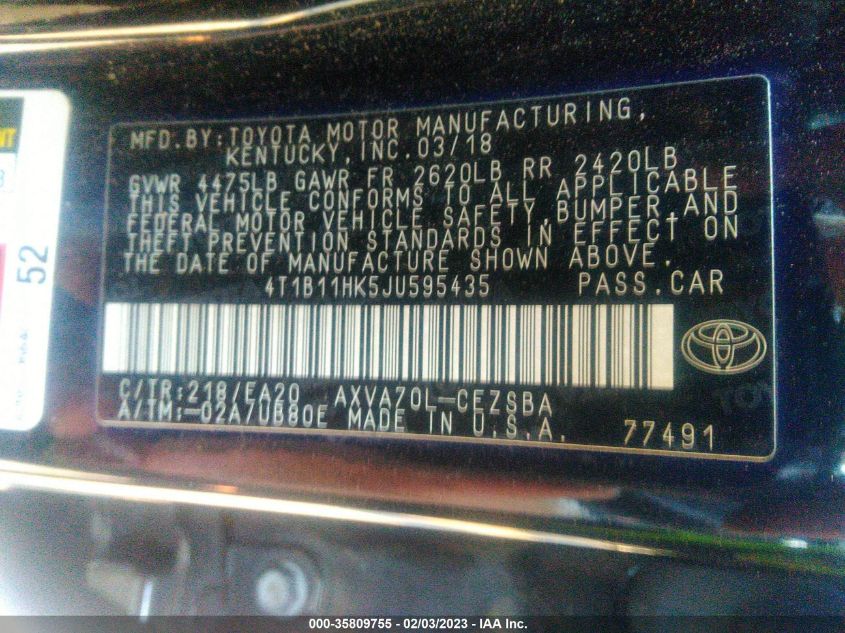 MFD.BY:TOYOTA MOTOR MANUFACTURING,
KENTUCKY,INC.03/18
GVWR 4475LB GAWR FR 2620LB RR 2420LB
THIS VEHICLE CONFORMS TO ALL APPLICABLE
FEDERAL MOTOR VEHICLE SAFETY,BUMPER,AND
THEFT PREVENTION STANDARDS IN EFFECT ON
THE DATE OF MANUFACTURE SHOWN ABOVE.
4T1B11HK5JU595435 PASS.CAR
C/TR:218/EA20 AXVA70L-CEZSBA
A/TM:-02A/UB80E MADE IN U.S.A. 77491
52
000-35809755 - 02/03/2023 - IAA Inc.